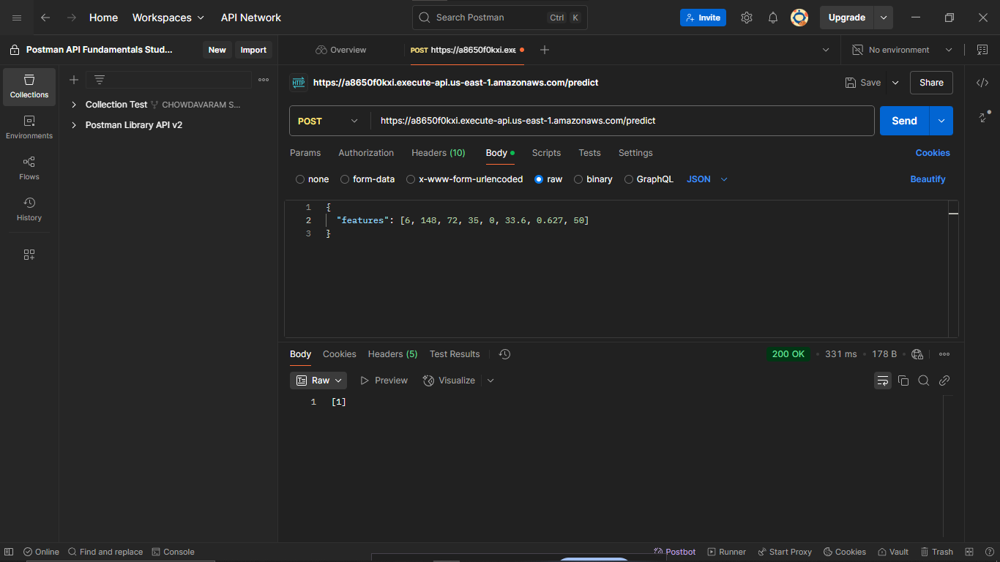 Home Workspaces API Network Search Postman Ctrl K Invite Upgrade
Postman API Fundamentals Stud... New Import Overview POST https://a8650f0kxi.exe No environment
HTTP https://a8650f0kxi.execute-api.us-east-1.amazonaws.com/predict Save Share
Collections
Environments
Flows
History
Collection Test CHOWDAVARAM S...
Postman Library API v2
POST https://a8650f0kxi.execute-api.us-east-1.amazonaws.com/predict Send
Params Authorization Headers (10) Body Scripts Tests Settings Cookies
none form-data x-www-form-urlencoded raw binary GraphQL JSON Beautify
1 {
2 "features": [6, 148, 72, 35, 0, 33.6, 0.627, 50]
3 }
Body Cookies Headers (5) Test Results 200 OK • 331 ms • 178 B •
Raw Preview Visualize
1 [1]
Online Find and replace Console Postbot Runner Start Proxy Cookies Vault Trash